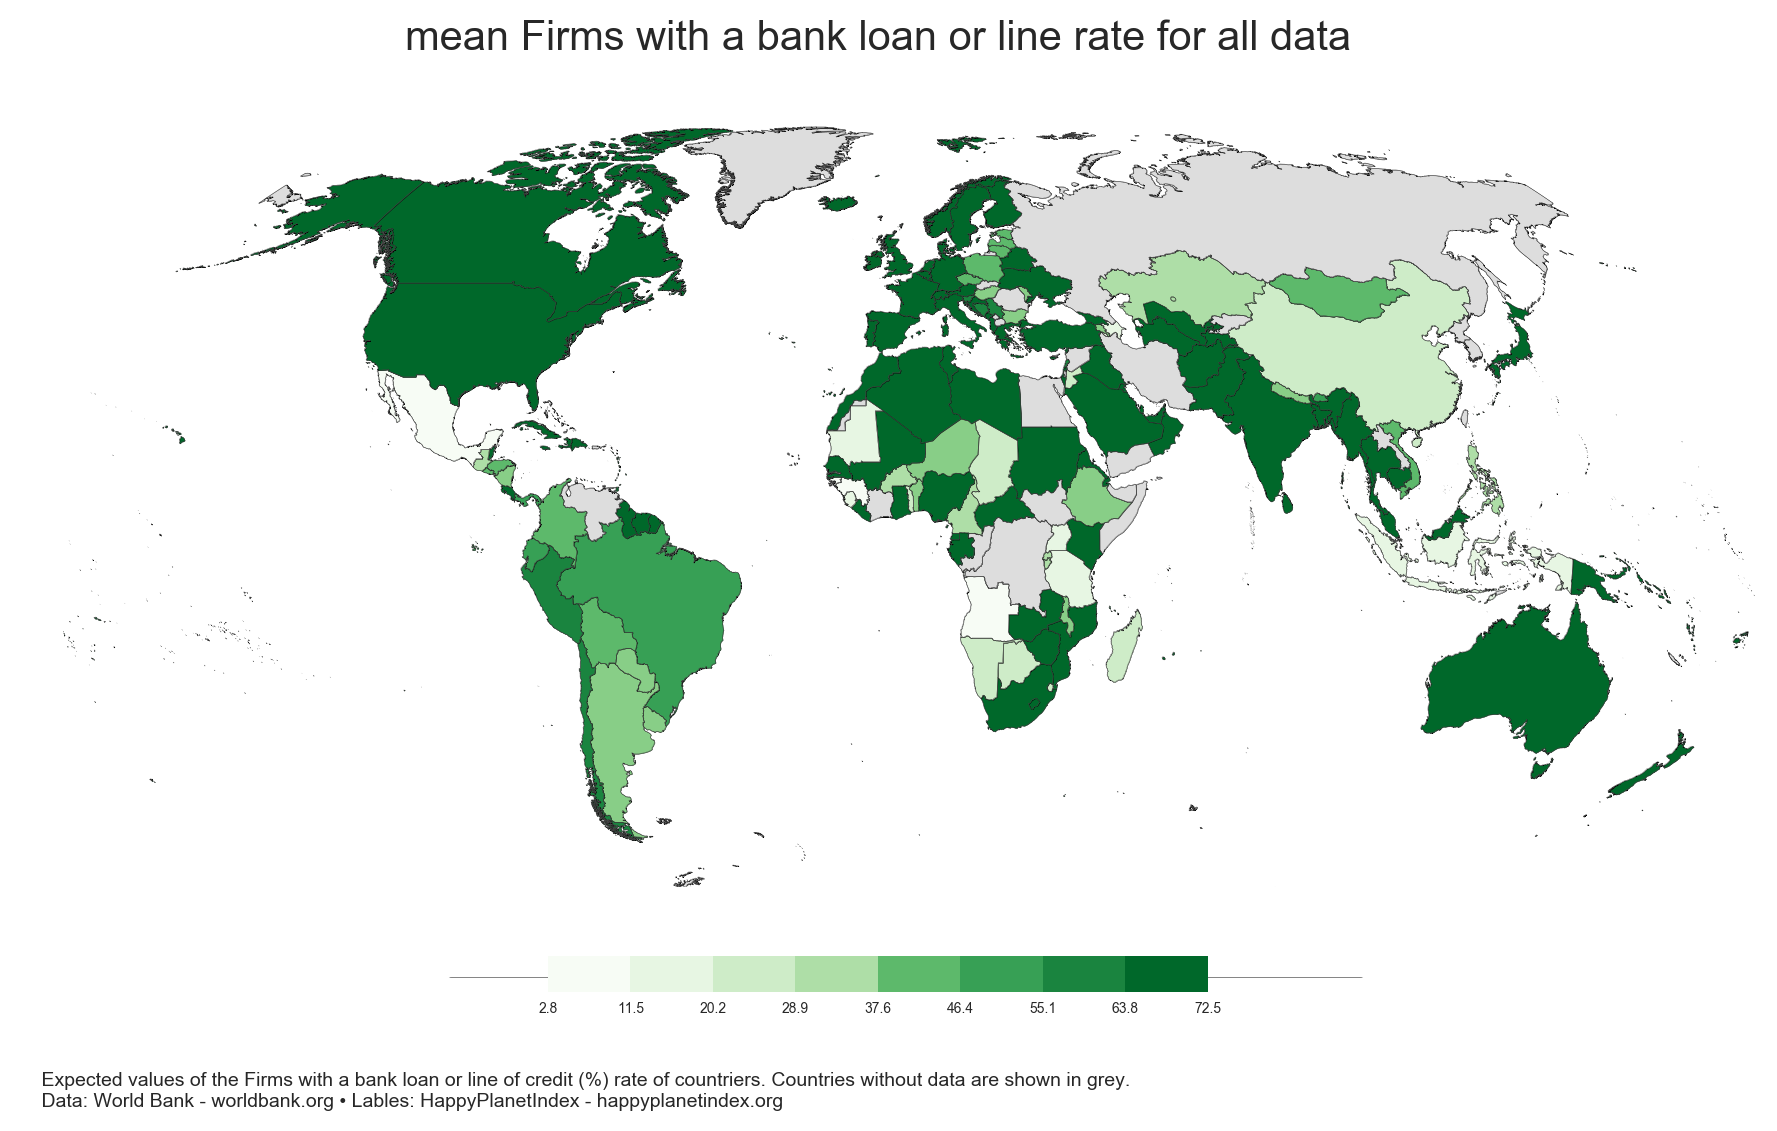 mean Firms with a bank loan or line rate for all data
2.8 11.5 20.2 28.9 37.6 46.4 55.1 63.8 72.5
Expected values of the Firms with a bank loan or line of credit (%) rate of countriers. Countries without data are shown in grey.
Data: World Bank - worldbank.org • Lables: HappyPlanetIndex - happyplanetindex.org